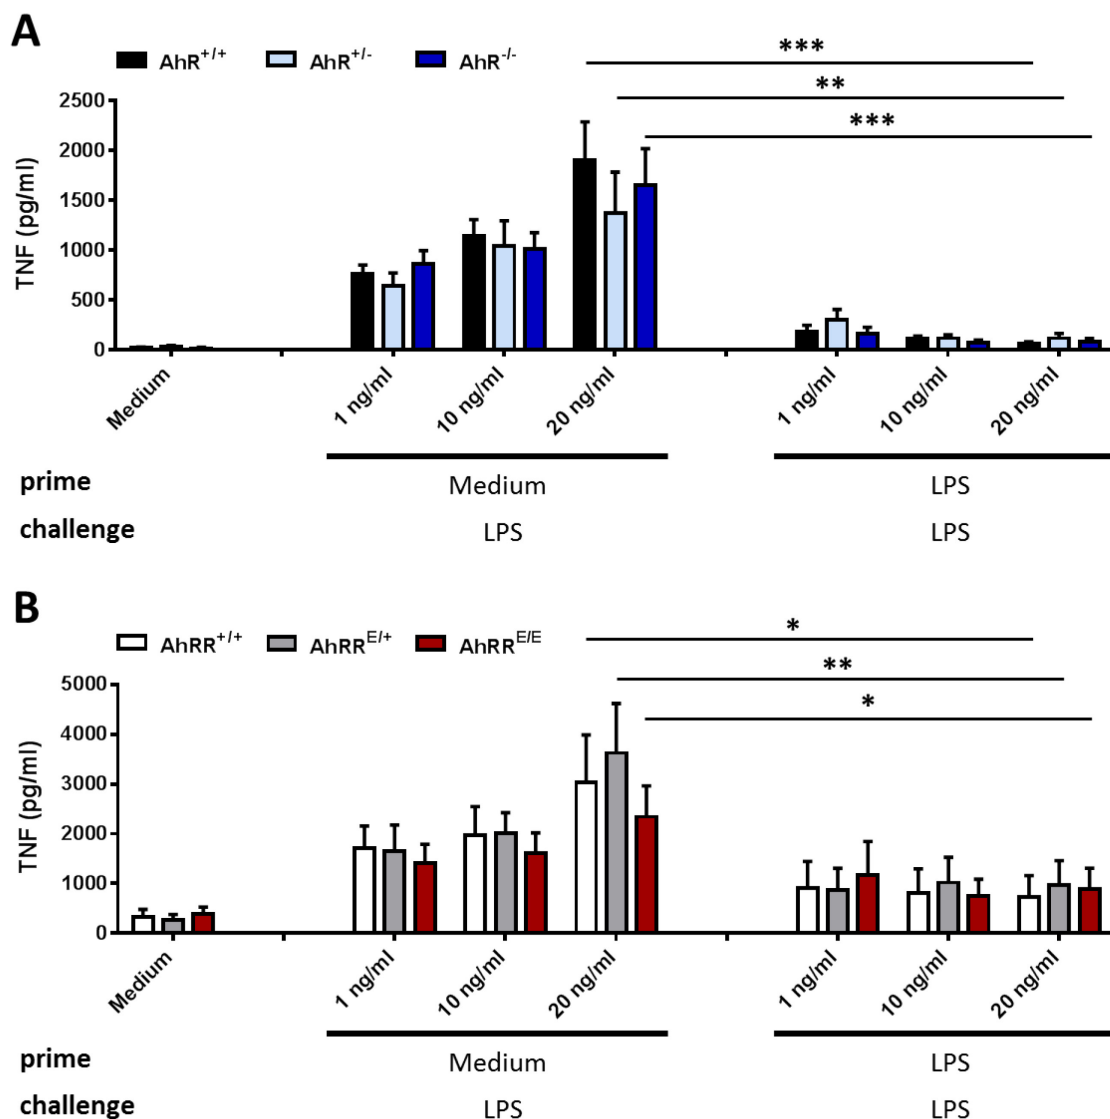 A
AhR+/+ AhR+/- AhR-/-
***
**
***
TNF (pg/ml)
2500
2000
1500
1000
500
0
Medium 1 ng/ml 10 ng/ml 20 ng/ml 1 ng/ml 10 ng/ml 20 ng/ml
prime Medium LPS
challenge LPS LPS
B
AhRR+/+ AhRR E/+ AhRR E/E
*
**
*
TNF (pg/ml)
5000
4000
3000
2000
1000
0
Medium 1 ng/ml 10 ng/ml 20 ng/ml 1 ng/ml 10 ng/ml 20 ng/ml
prime Medium LPS
challenge LPS LPS